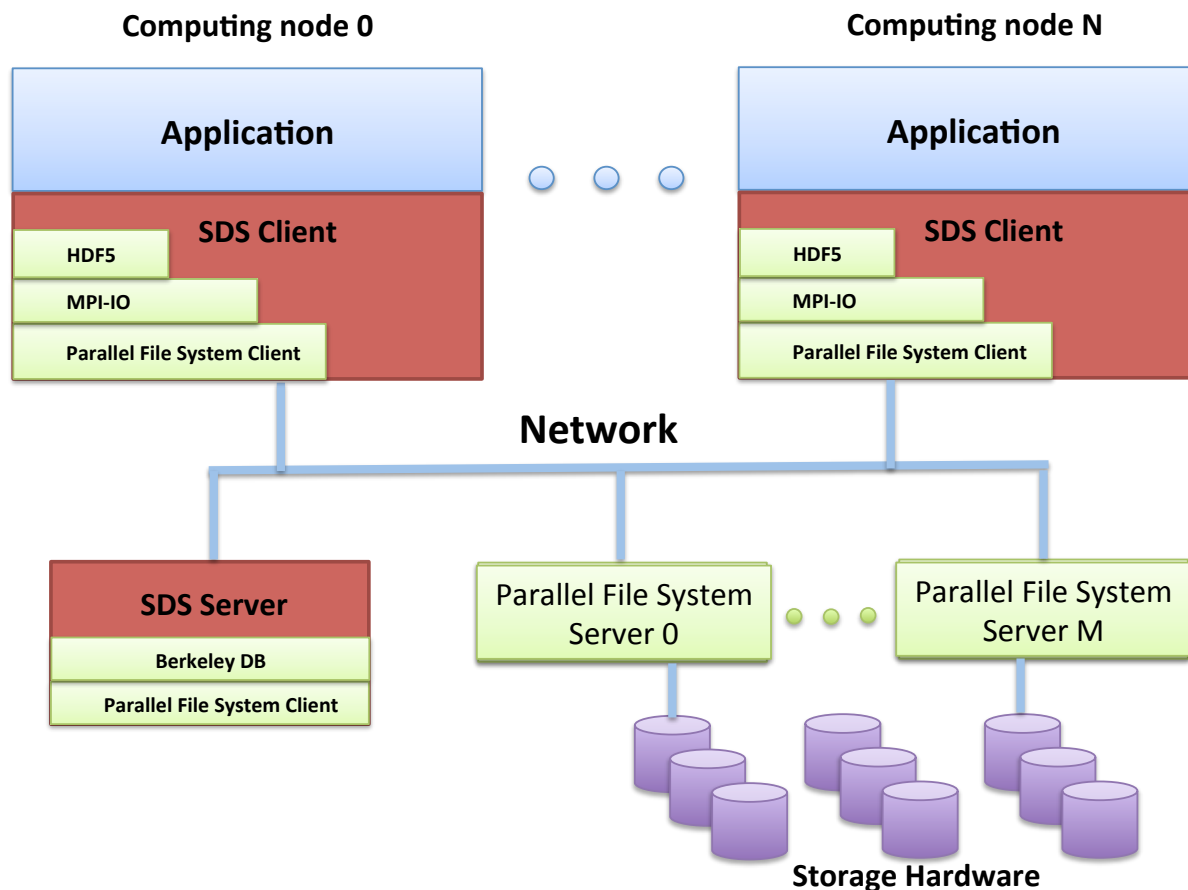 Computing node 0
Computing node N
Application
Application
SDS Client
SDS Client
HDF5
HDF5
MPI-IO
MPI-IO
Parallel File System Client
Parallel File System Client
Network
SDS Server
Berkeley DB
Parallel File System Client
Parallel File System
Server 0
Parallel File System
Server M
Storage Hardware